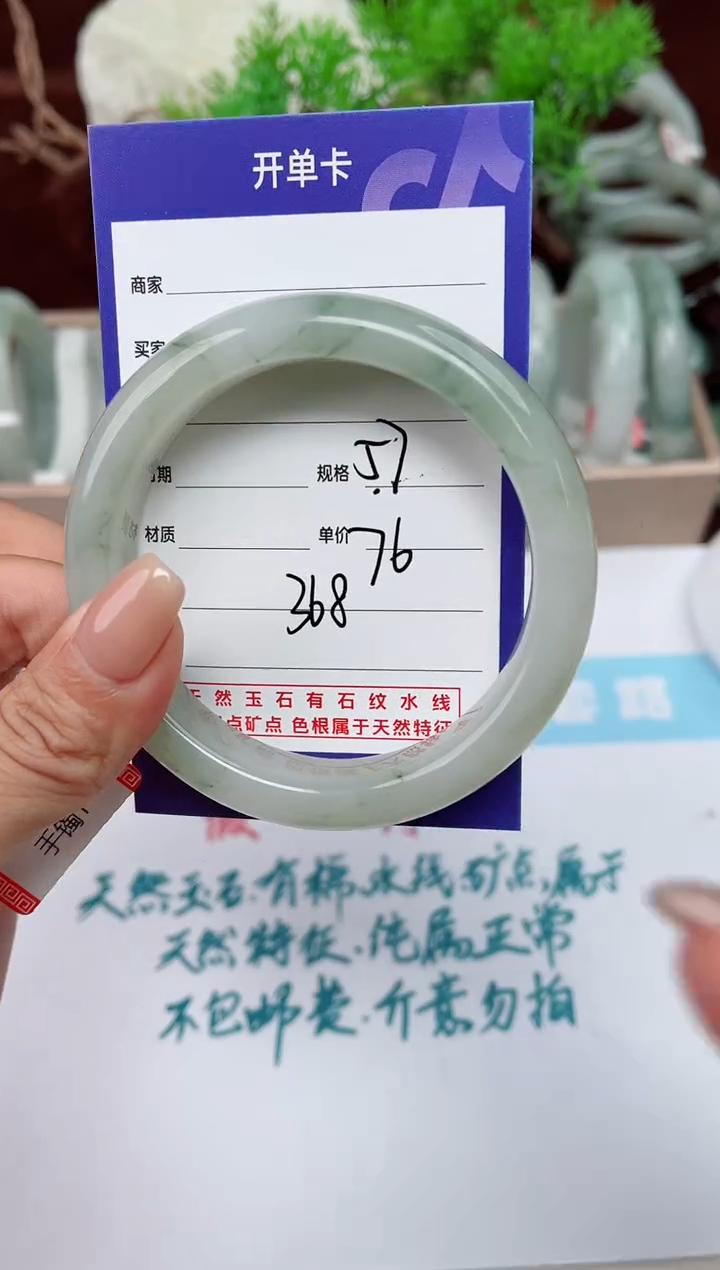 开单卡
商家
买家
期
规格 57
材质 单价 76
368
天然玉石有石纹水线
点矿点 色根属于天然特征
手镯
天然玉石.有棉.水线.矿点,属于
天然特征.纯属正常
不包邮费.介意勿拍